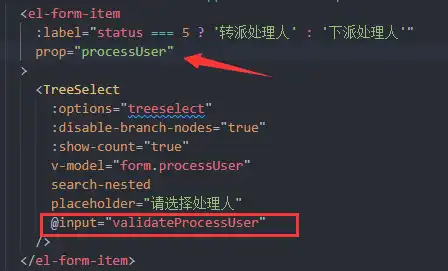 <el-form-item
:label="status === 5 ? '转派处理人' : '下派处理人'"
prop="processUser"
>
<TreeSelect
:options="treeselect"
:disable-branch-nodes="true"
:show-count="true"
v-model="form.processUser"
search-nested
placeholder="请选择处理人"
@input="validateProcessUser"
/>
</el-form-item>